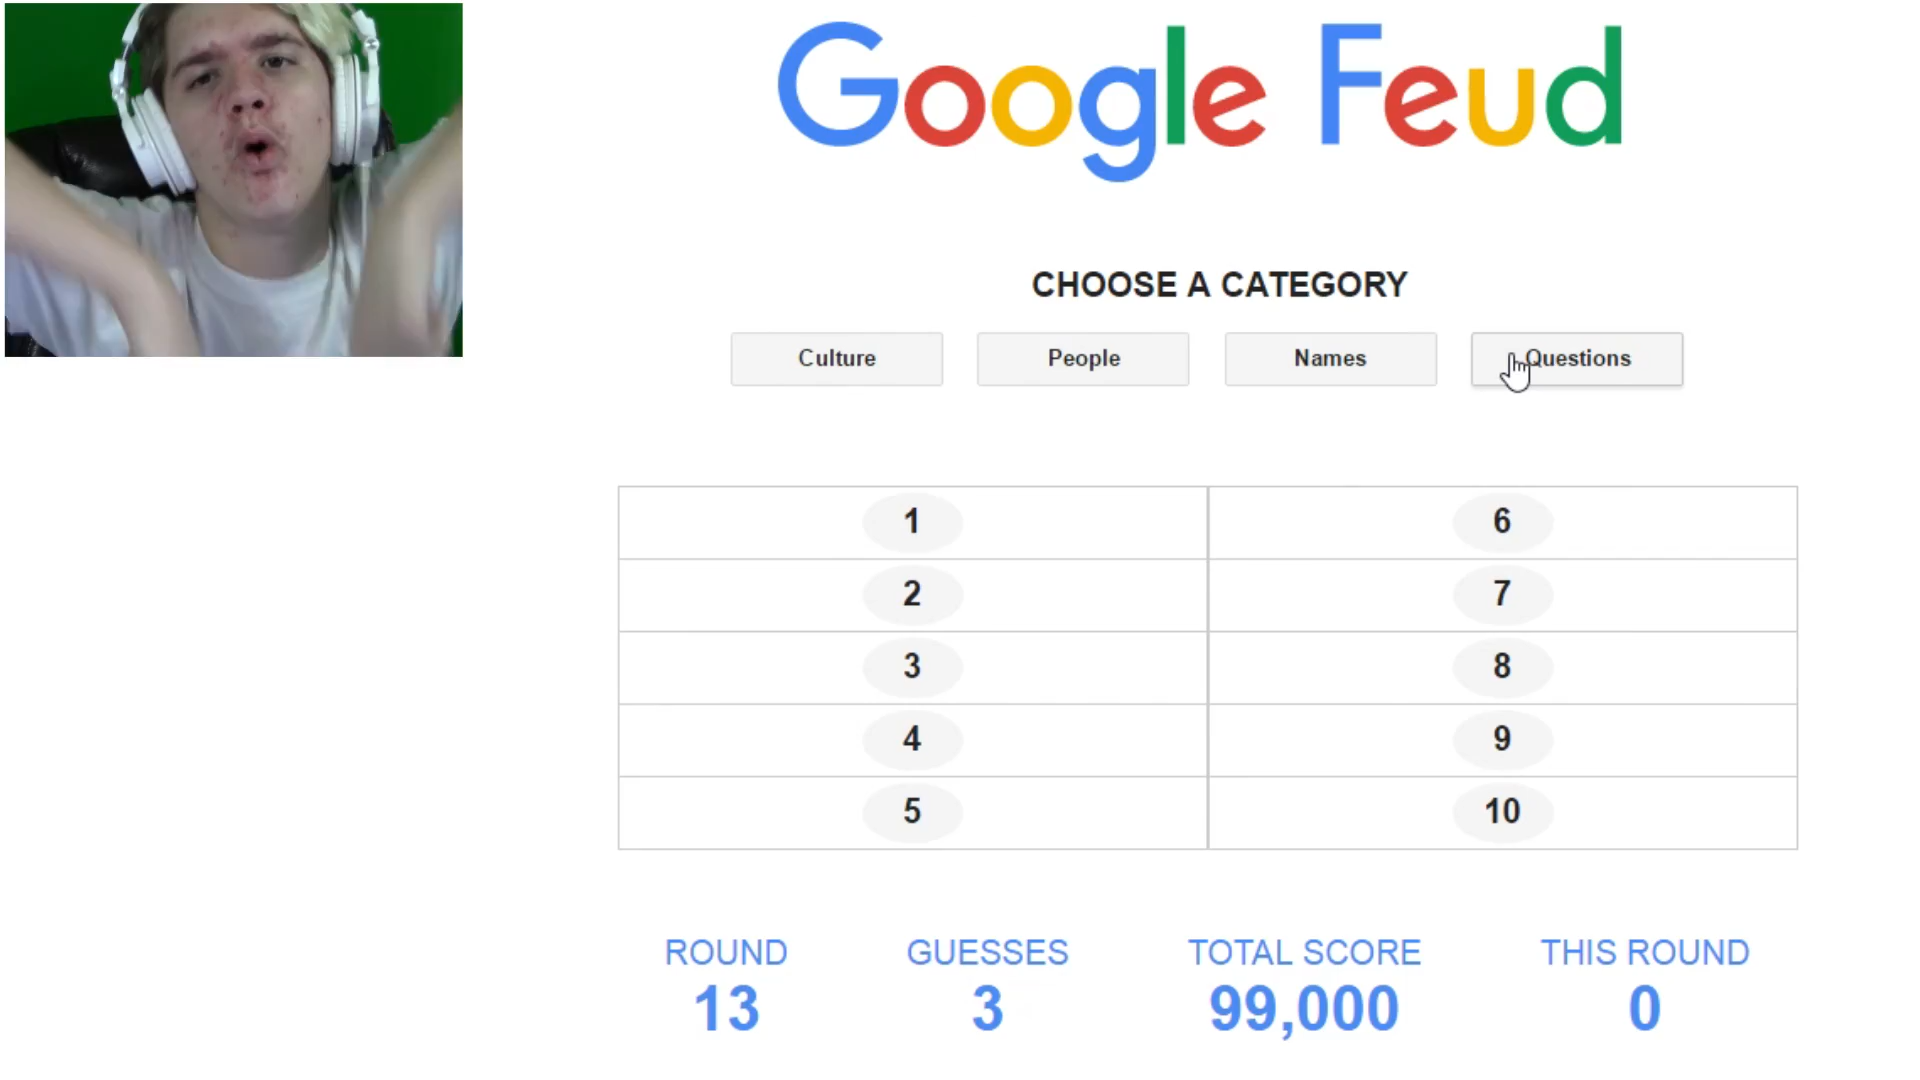 Google Feud
CHOOSE A CATEGORY
Culture People Names Questions
1 6
2 7
3 8
4 9
5 10
ROUND GUESSES TOTAL SCORE THIS ROUND
13 3 99,000 0